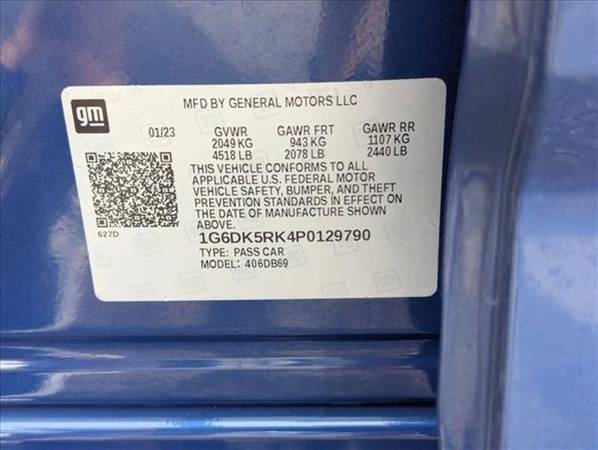 gm
MFD BY GENERAL MOTORS LLC
01/23 GVWR GAWR FRT GAWR RR
2049 KG 943 KG 1107 KG
4518 LB 2078 LB 2440 LB
THIS VEHICLE CONFORMS TO ALL
APPLICABLE U.S. FEDERAL MOTOR
VEHICLE SAFETY, BUMPER, AND THEFT
PREVENTION STANDARDS IN EFFECT ON
THE DATE OF MANUFACTURE SHOWN
ABOVE.
627D
1G6DK5RK4P0129790
TYPE: PASS CAR
MODEL: 406DB69